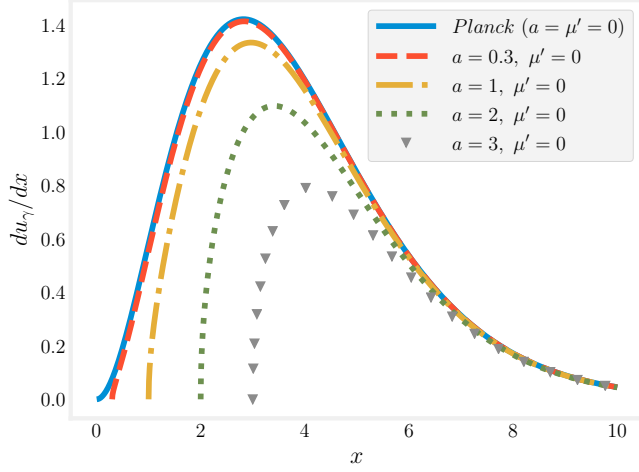 Planck (a = μ′ = 0)
a = 0.3, μ′ = 0
a = 1, μ′ = 0
a = 2, μ′ = 0
a = 3, μ′ = 0
1.4
1.2
1.0
0.8
0.6
0.4
0.2
0.0
du_γ/dx
0 2 4 6 8 10
x